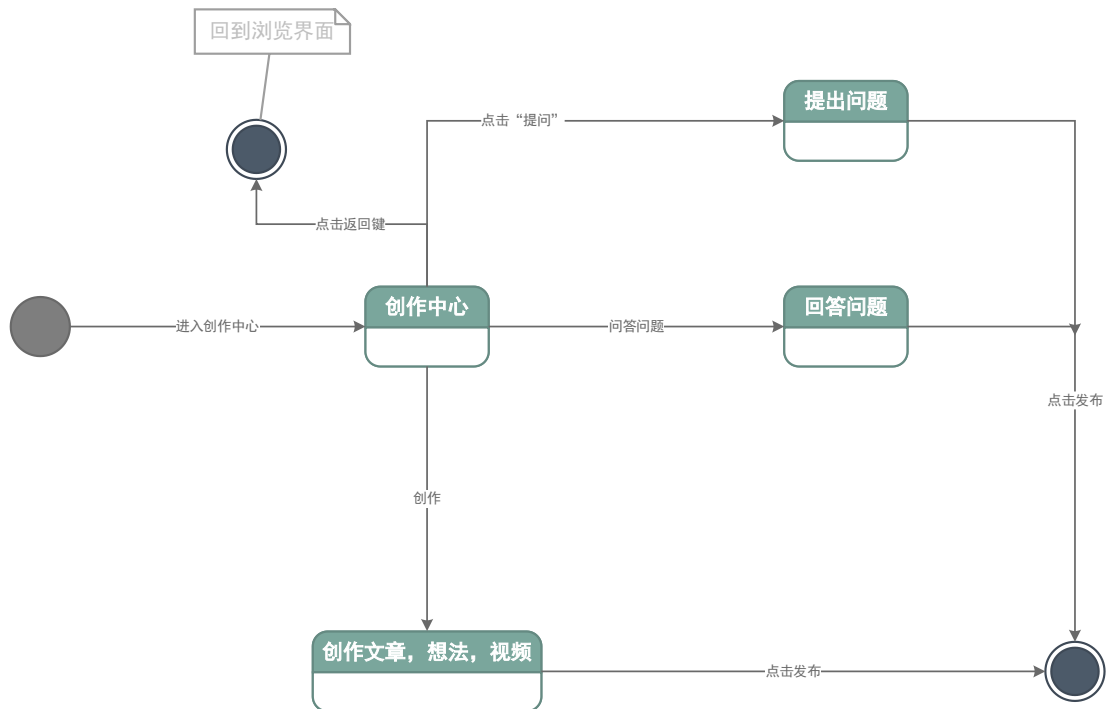 回到浏览界面
提出问题
点击“提问”
点击返回键
创作中心
回答问题
进入创作中心
问答问题
点击发布
创作
创作文章，想法，视频
点击发布